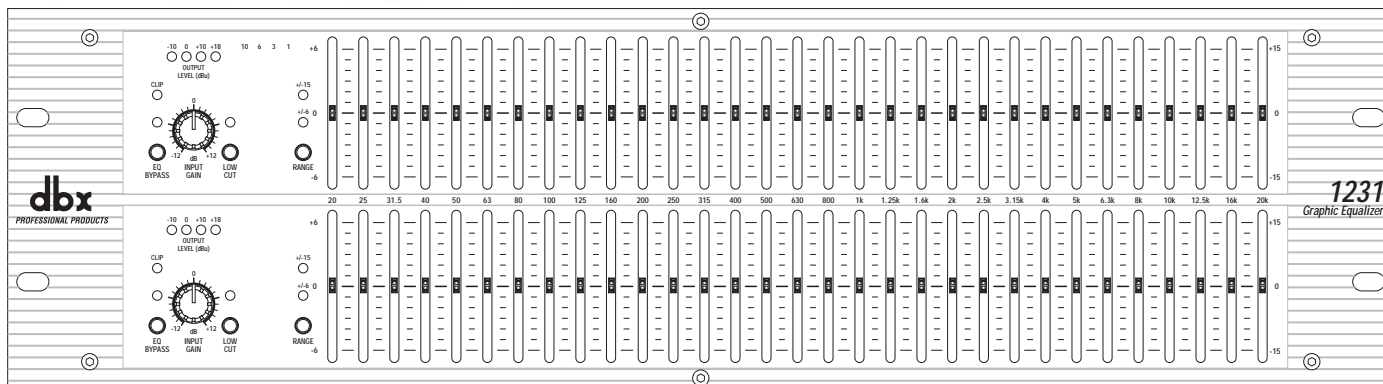 -10 0 +10 +18 10 6 3 1 +6 +15
OUTPUT
LEVEL (dBu)
CLIP 0 +/-15
+/-6 0 0
-12 dB +12
EQ BYPASS INPUT GAIN LOW CUT RANGE
-6 -15
dbx
PROFESSIONAL PRODUCTS
20 25 31.5 40 50 63 80 100 125 160 200 250 315 400 500 630 800 1k 1.25k 1.6k 2k 2.5k 3.15k 4k 5k 6.3k 8k 10k 12.5k 16k 20k
1231
Graphic Equalizer
-10 0 +10 +18 +6 +15
OUTPUT
LEVEL (dBu)
CLIP 0 +/-15
+/-6 0 0
-12 dB +12
EQ BYPASS INPUT GAIN LOW CUT RANGE
-6 -15